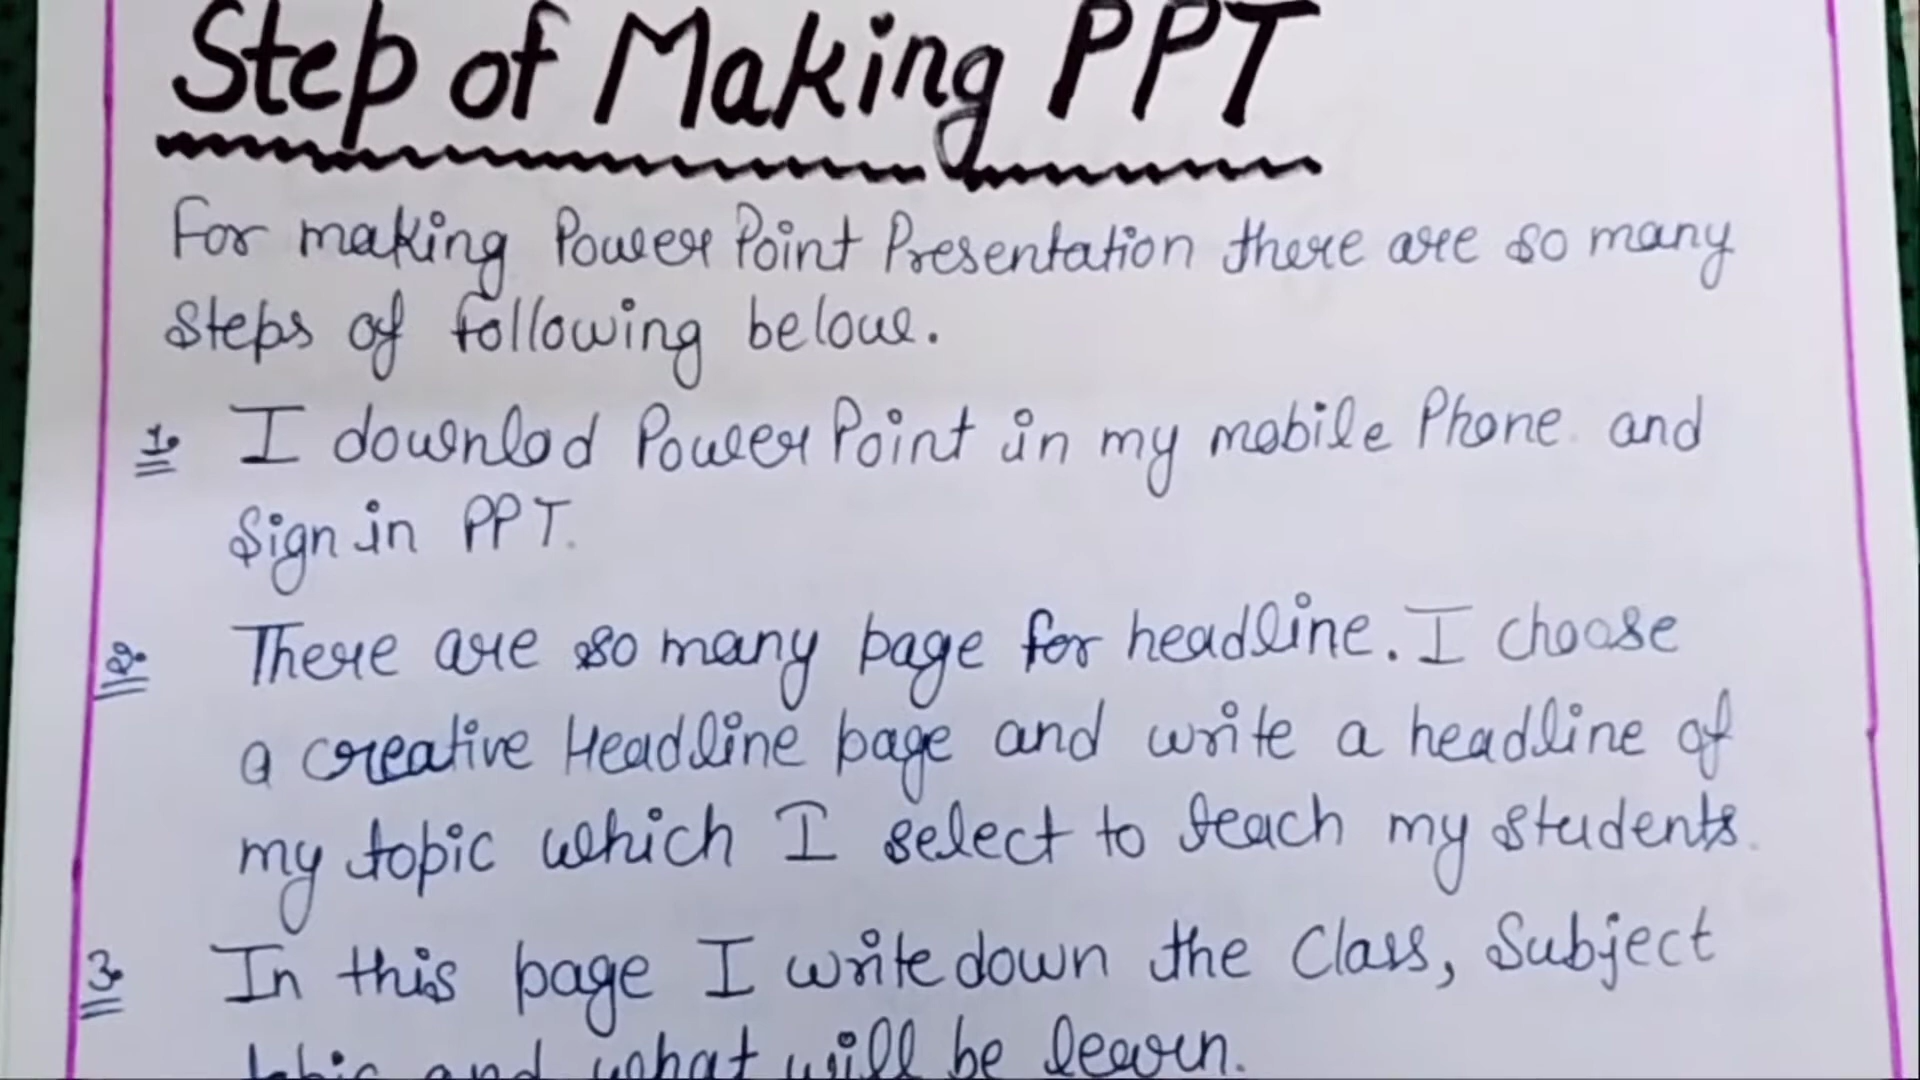 Step of Making PPT
For making Power Point Presentation there are so many
steps of following below.
1. I downlod Power Point in my mobile Phone and
Sign in PPT.
2. There are so many page for headline. I choose
a creative Headline page and write a headline of
my topic which I select to teach my students.
3. In this page I write down the Class, Subject
topic and what will be learn.